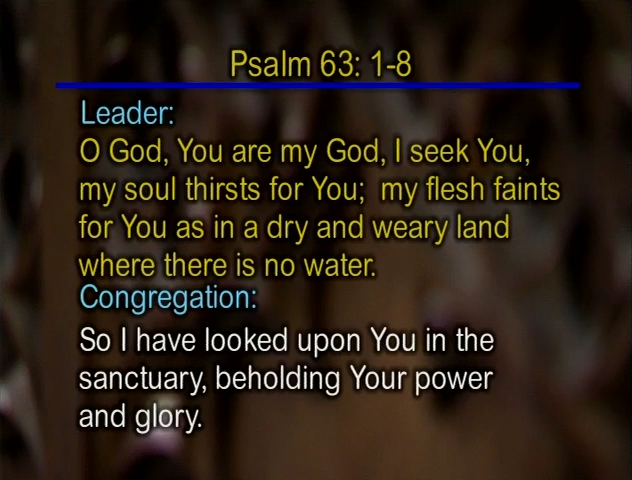 Psalm 63: 1-8
Leader:
O God, You are my God, I seek You,
my soul thirsts for You;  my flesh faints
for You as in a dry and weary land
where there is no water.
Congregation:
So I have looked upon You in the
sanctuary, beholding Your power
and glory.